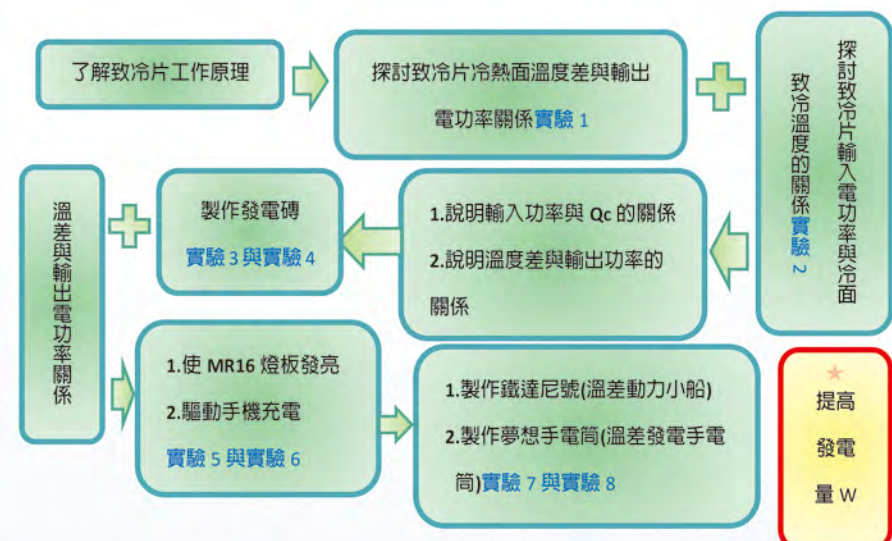 了解致冷片工作原理
探討致冷片冷熱面溫度差與輸出
電功率關係實驗 1
探討致冷片輸入電功率與冷面
致冷溫度的關係實驗 2
1.說明輸入功率與 Qc 的關係
2.說明溫度差與輸出功率的
關係
製作發電磚
實驗 3 與實驗 4
溫差與輸出電功率關係
1.使 MR16 燈板發亮
2.驅動手機充電
實驗 5 與實驗 6
1.製作鐵達尼號(溫差動力小船)
2.製作夢想手電筒(溫差發電手電
筒)實驗 7 與實驗 8
提高
發電
量 W